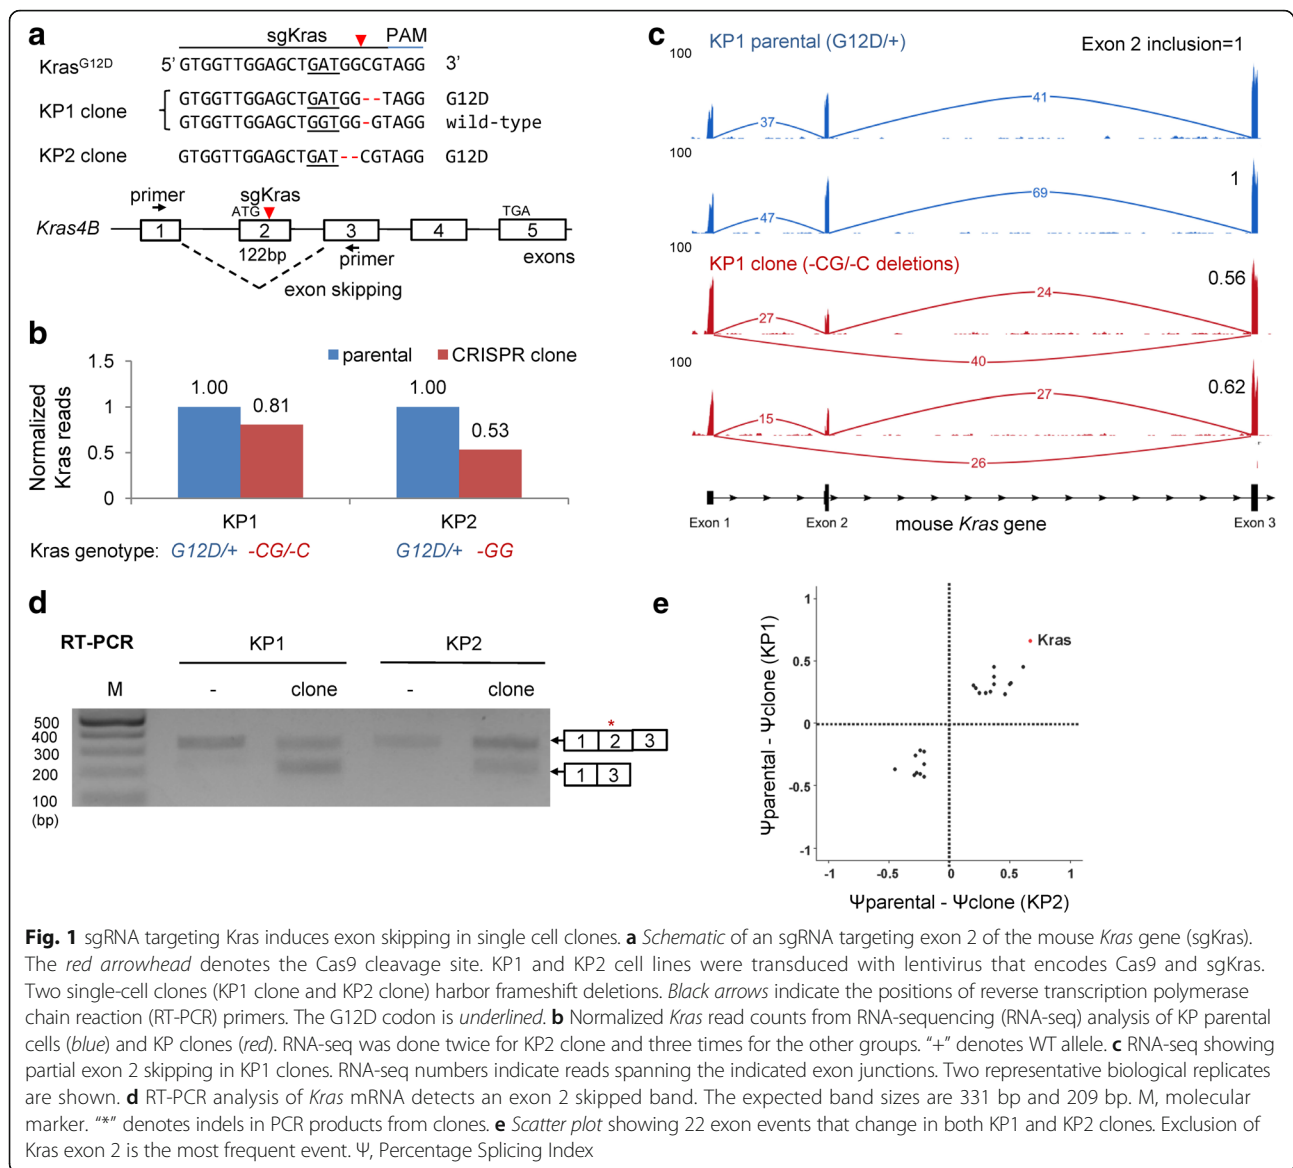 a
sgKras
PAM
Kras^G12D 5' GTGGTTGGAGCTGATGGCGTAGG 3'
KP1 clone
GTGGTTGGAGCTGATGG--TAGG G12D
GTGGTTGGAGCTGGTGG-GTAGG wild-type
KP2 clone GTGGTTGGAGCTGAT--CGTAGG G12D
primer
sgKras
ATG
TGA
Kras4B 1 2 3 4 5
122bp
primer
exons
exon skipping
b
parental CRISPR clone
Normalized
Kras reads
1.5
1
0.5
0
1.00
0.81
1.00
0.53
KP1 KP2
Kras genotype: G12D/+ -CG/-C G12D/+ -GG
c
100
KP1 parental (G12D/+)
Exon 2 inclusion=1
37
41
100
1
47
69
100
KP1 clone (-CG/-C deletions)
0.56
27
24
40
100
0.62
15
27
26
Exon 1
Exon 2
mouse Kras gene
Exon 3
d
RT-PCR
KP1 KP2
M - clone - clone
500
400
300
200
100
(bp)
*
1 2 3
1 3
e
Ψparental - Ψclone (KP1)
1
0.5
0
-0.5
-1
Kras
-1 -0.5 0 0.5 1
Ψparental - Ψclone (KP2)
Fig. 1 sgRNA targeting Kras induces exon skipping in single cell clones. a Schematic of an sgRNA targeting exon 2 of the mouse Kras gene (sgKras).
The red arrowhead denotes the Cas9 cleavage site. KP1 and KP2 cell lines were transduced with lentivirus that encodes Cas9 and sgKras.
Two single-cell clones (KP1 clone and KP2 clone) harbor frameshift deletions. Black arrows indicate the positions of reverse transcription polymerase
chain reaction (RT-PCR) primers. The G12D codon is underlined. b Normalized Kras read counts from RNA-sequencing (RNA-seq) analysis of KP parental
cells (blue) and KP clones (red). RNA-seq was done twice for KP2 clone and three times for the other groups. “+” denotes WT allele. c RNA-seq showing
partial exon 2 skipping in KP1 clones. RNA-seq numbers indicate reads spanning the indicated exon junctions. Two representative biological replicates
are shown. d RT-PCR analysis of Kras mRNA detects an exon 2 skipped band. The expected band sizes are 331 bp and 209 bp. M, molecular
marker. “*” denotes indels in PCR products from clones. e Scatter plot showing 22 exon events that change in both KP1 and KP2 clones. Exclusion of
Kras exon 2 is the most frequent event. Ψ, Percentage Splicing Index